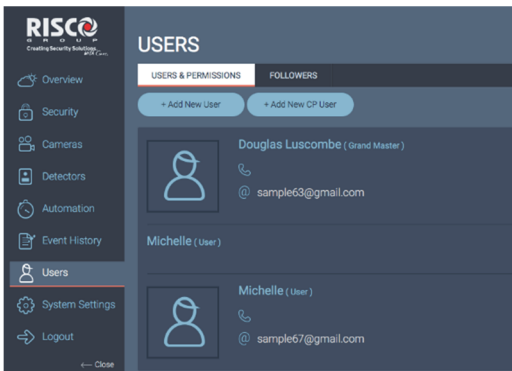 RISCO
GROUP
Creating Security Solutions
With Care.
USERS
USERS & PERMISSIONS FOLLOWERS
+ Add New User + Add New CP User
Overview
Security
Cameras
Detectors
Automation
Event History
Users
System Settings
Logout
← Close
Douglas Luscombe ( Grand Master )
@ sample63@gmail.com
Michelle ( User )
Michelle ( User )
@ sample67@gmail.com